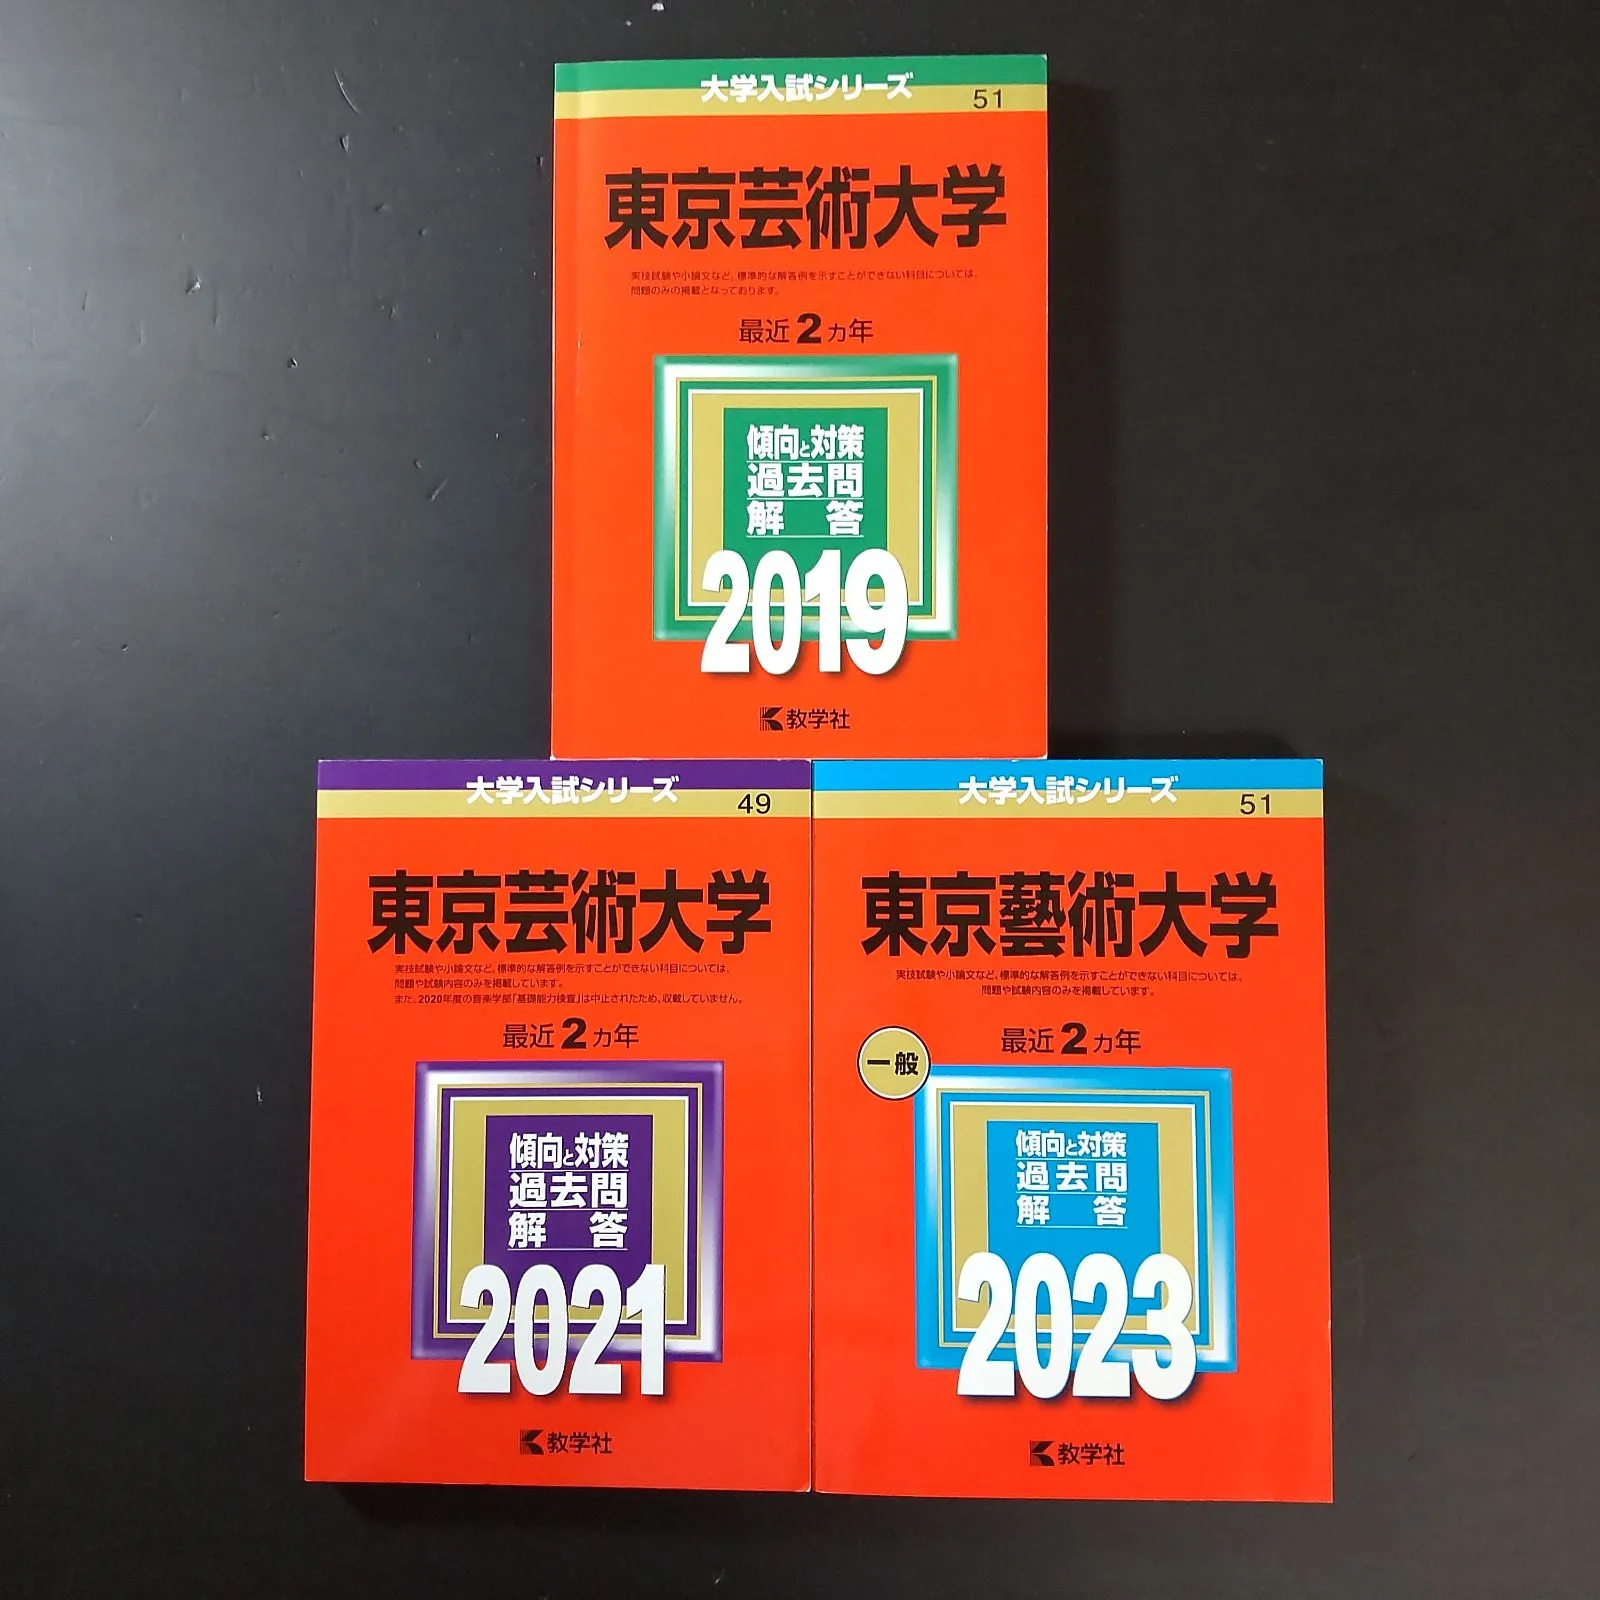 大学入試シリーズ
51
東京芸術大学
実技試験や小論文など、標準的な解答例を示すことができない科目については、
問題のみの掲載となっております。
最近2カ年
傾向と対策
過去問
解答
2019
教学社
大学入試シリーズ
49
東京芸術大学
実技試験や小論文など、標準的な解答例を示すことができない科目については、
問題や試験内容のみを掲載しています。
また、2020年度の音楽学部「基礎能力検査」は中止されたため、収載していません。
最近2カ年
傾向と対策
過去問
解答
2021
教学社
大学入試シリーズ
51
東京藝術大学
実技試験や小論文など、標準的な解答例を示すことができない科目については、
問題や試験内容のみを掲載しています。
最近2カ年
一般
傾向と対策
過去問
解答
2023
教学社